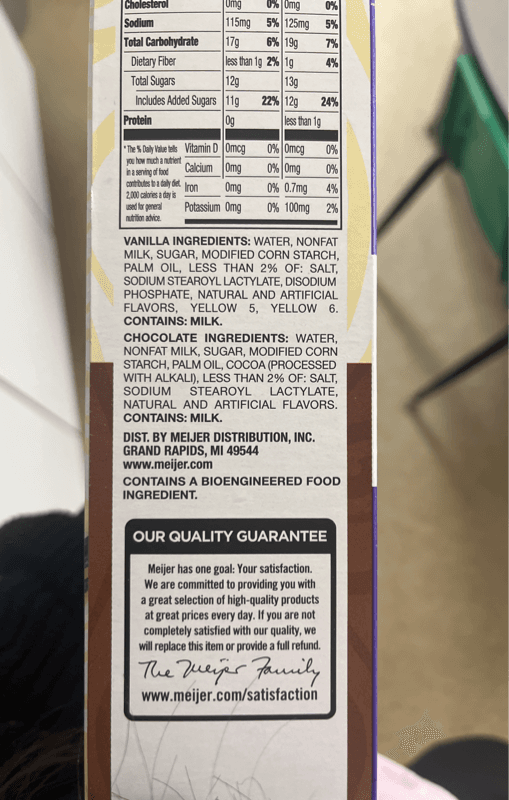 Cholesterol 0mg 0% 0mg 0%
Sodium 115mg 5% 125mg 5%
Total Carbohydrate 17g 6% 19g 7%
Dietary Fiber less than 1g 2% 1g 4%
Total Sugars 12g 13g
Includes Added Sugars 11g 22% 12g 24%
Protein 0g less than 1g
* The % Daily Value tells
you how much a nutrient
in a serving of food
contributes to a daily diet.
2,000 calories a day is
used for general
nutrition advice.
Vitamin D 0mcg 0% 0mcg 0%
Calcium 0mg 0% 0mg 0%
Iron 0mg 0% 0.7mg 4%
Potassium 0mg 0% 100mg 2%
VANILLA INGREDIENTS: WATER, NONFAT
MILK, SUGAR, MODIFIED CORN STARCH,
PALM OIL, LESS THAN 2% OF: SALT,
SODIUM STEAROYL LACTYLATE, DISODIUM
PHOSPHATE, NATURAL AND ARTIFICIAL
FLAVORS, YELLOW 5, YELLOW 6.
CONTAINS: MILK.
CHOCOLATE INGREDIENTS: WATER,
NONFAT MILK, SUGAR, MODIFIED CORN
STARCH, PALM OIL, COCOA (PROCESSED
WITH ALKALI), LESS THAN 2% OF: SALT,
SODIUM STEAROYL LACTYLATE,
NATURAL AND ARTIFICIAL FLAVORS.
CONTAINS: MILK.
DIST. BY MEIJER DISTRIBUTION, INC.
GRAND RAPIDS, MI 49544
www.meijer.com
CONTAINS A BIOENGINEERED FOOD
INGREDIENT.
OUR QUALITY GUARANTEE
Meijer has one goal: Your satisfaction.
We are committed to providing you with
a great selection of high-quality products
at great prices every day. If you are not
completely satisfied with our quality, we
will replace this item or provide a full refund.
The Meijer Family
www.meijer.com/satisfaction